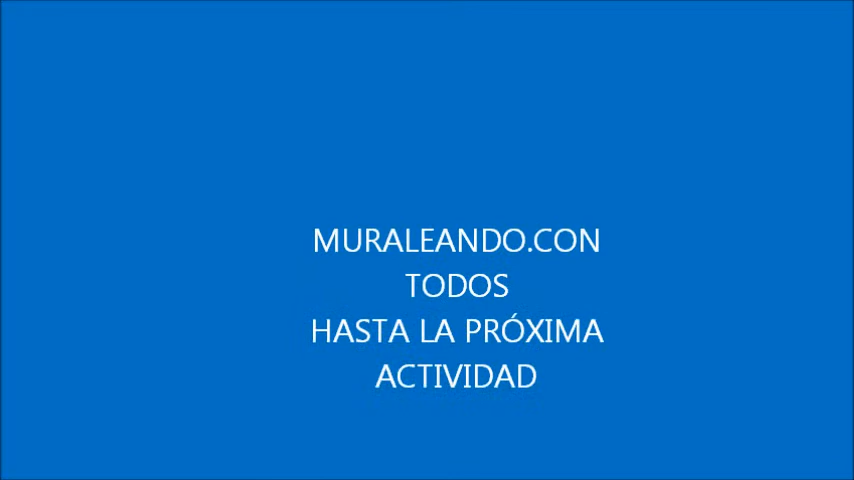 MURALEANDO.CON
TODOS
HASTA LA PRÓXIMA
ACTIVIDAD